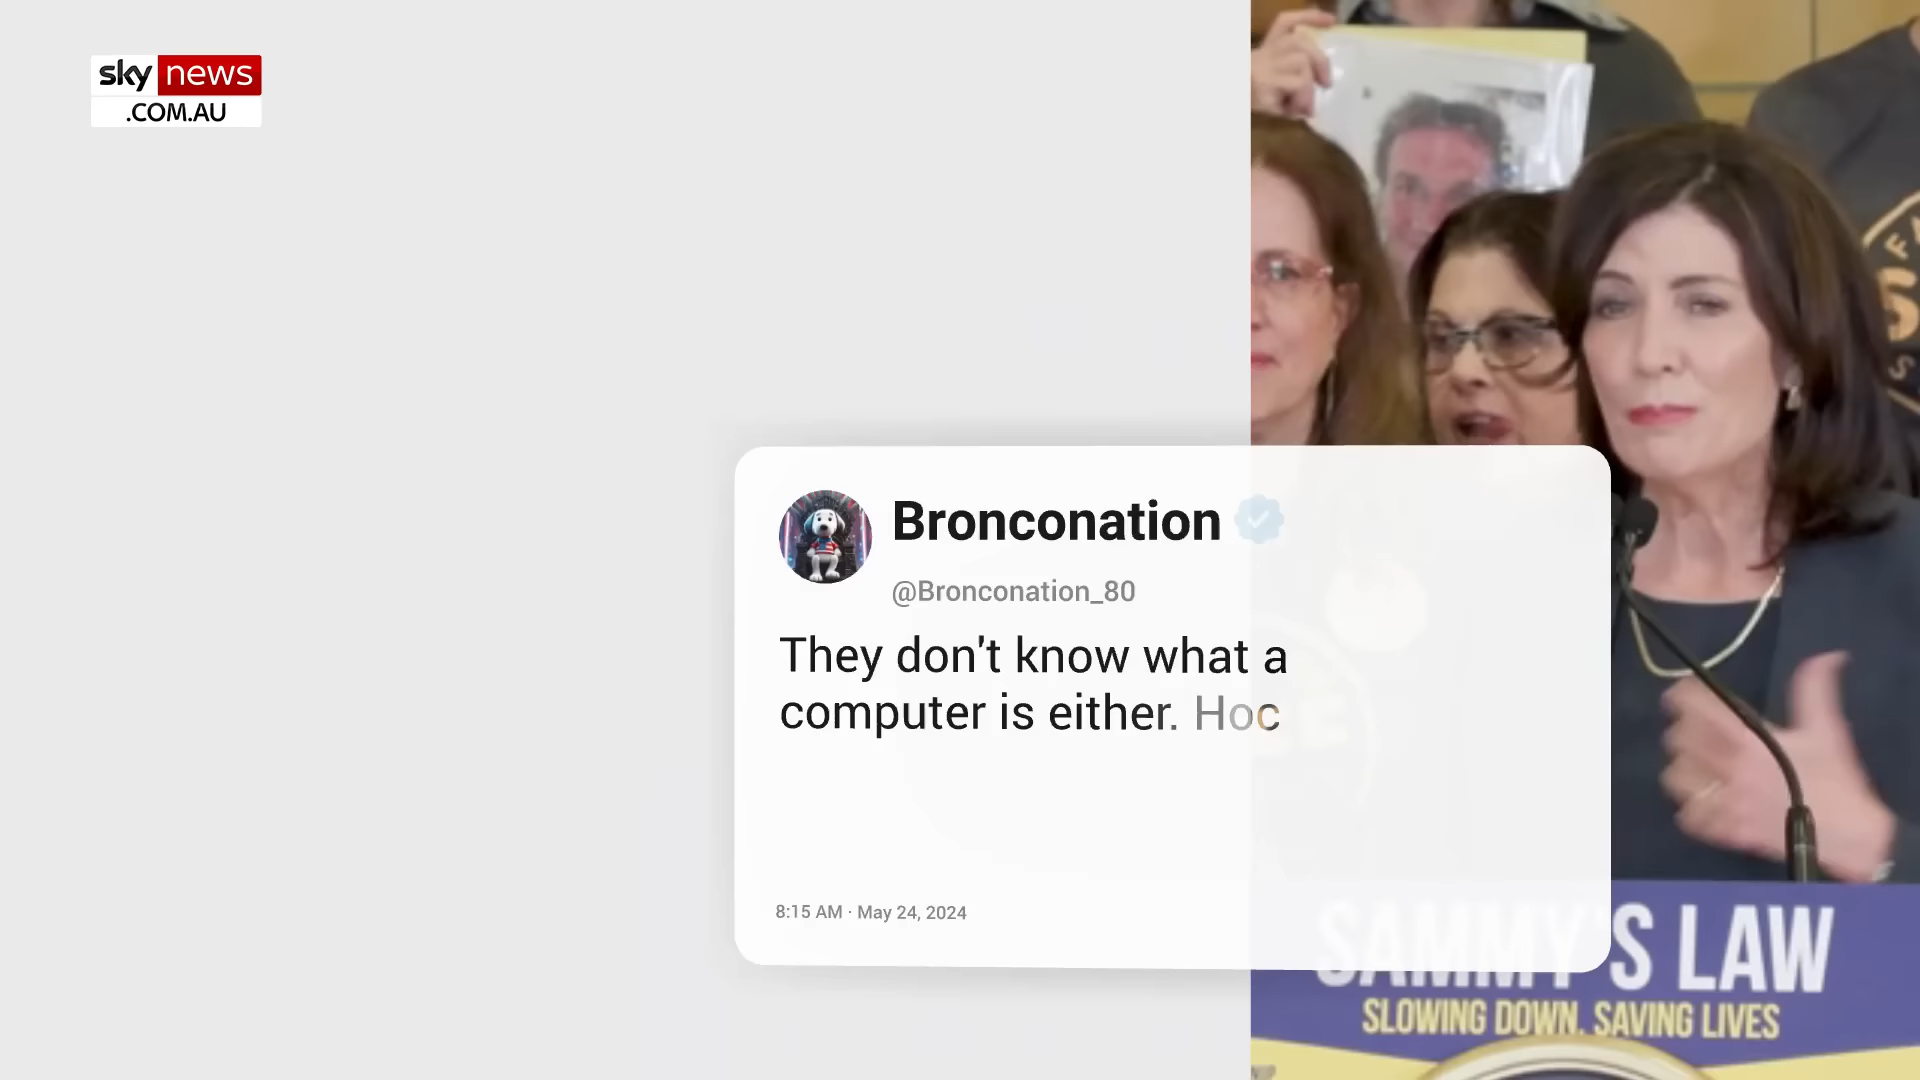 sky news
.COM.AU
Bronconation
@Bronconation_80
They don't know what a
computer is either. Hoc
8:15 AM · May 24, 2024
SAMMY'S LAW
SLOWING DOWN, SAVING LIVES